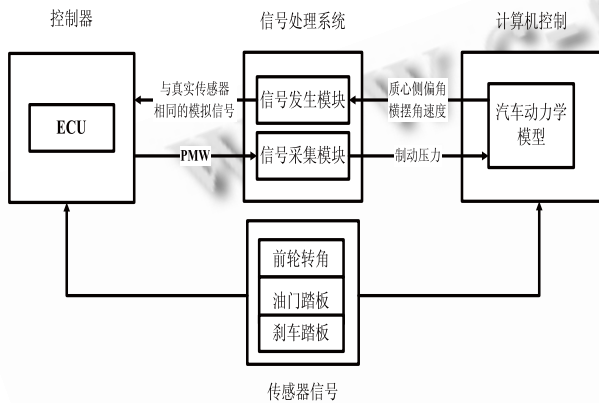 控制器
信号处理系统
计算机控制
ECU
与真实传感器
相同的模拟信号
PMW
信号发生模块
信号采集模块
质心侧偏角
横摆角速度
制动压力
汽车动力学
模型
前轮转角
油门踏板
刹车踏板
传感器信号